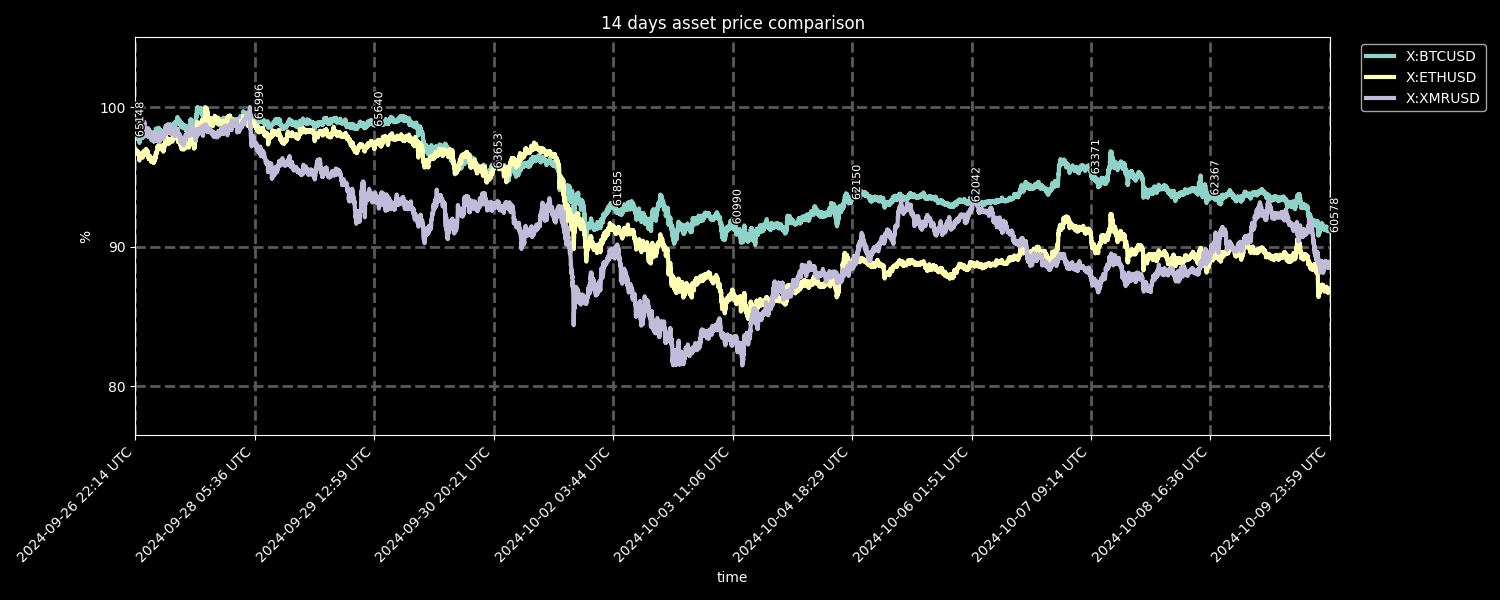 14 days asset price comparison
X:BTCUSD
X:ETHUSD
X:XMRUSD
100
90
80
%
65148
65996
65640
63653
61855
60990
62150
62042
63371
62367
60578
2024-09-26 22:14 UTC
2024-09-28 05:36 UTC
2024-09-29 12:59 UTC
2024-09-30 20:21 UTC
2024-10-02 03:44 UTC
2024-10-03 11:06 UTC
2024-10-04 18:29 UTC
2024-10-06 01:51 UTC
2024-10-07 09:14 UTC
2024-10-08 16:36 UTC
2024-10-09 23:59 UTC
time